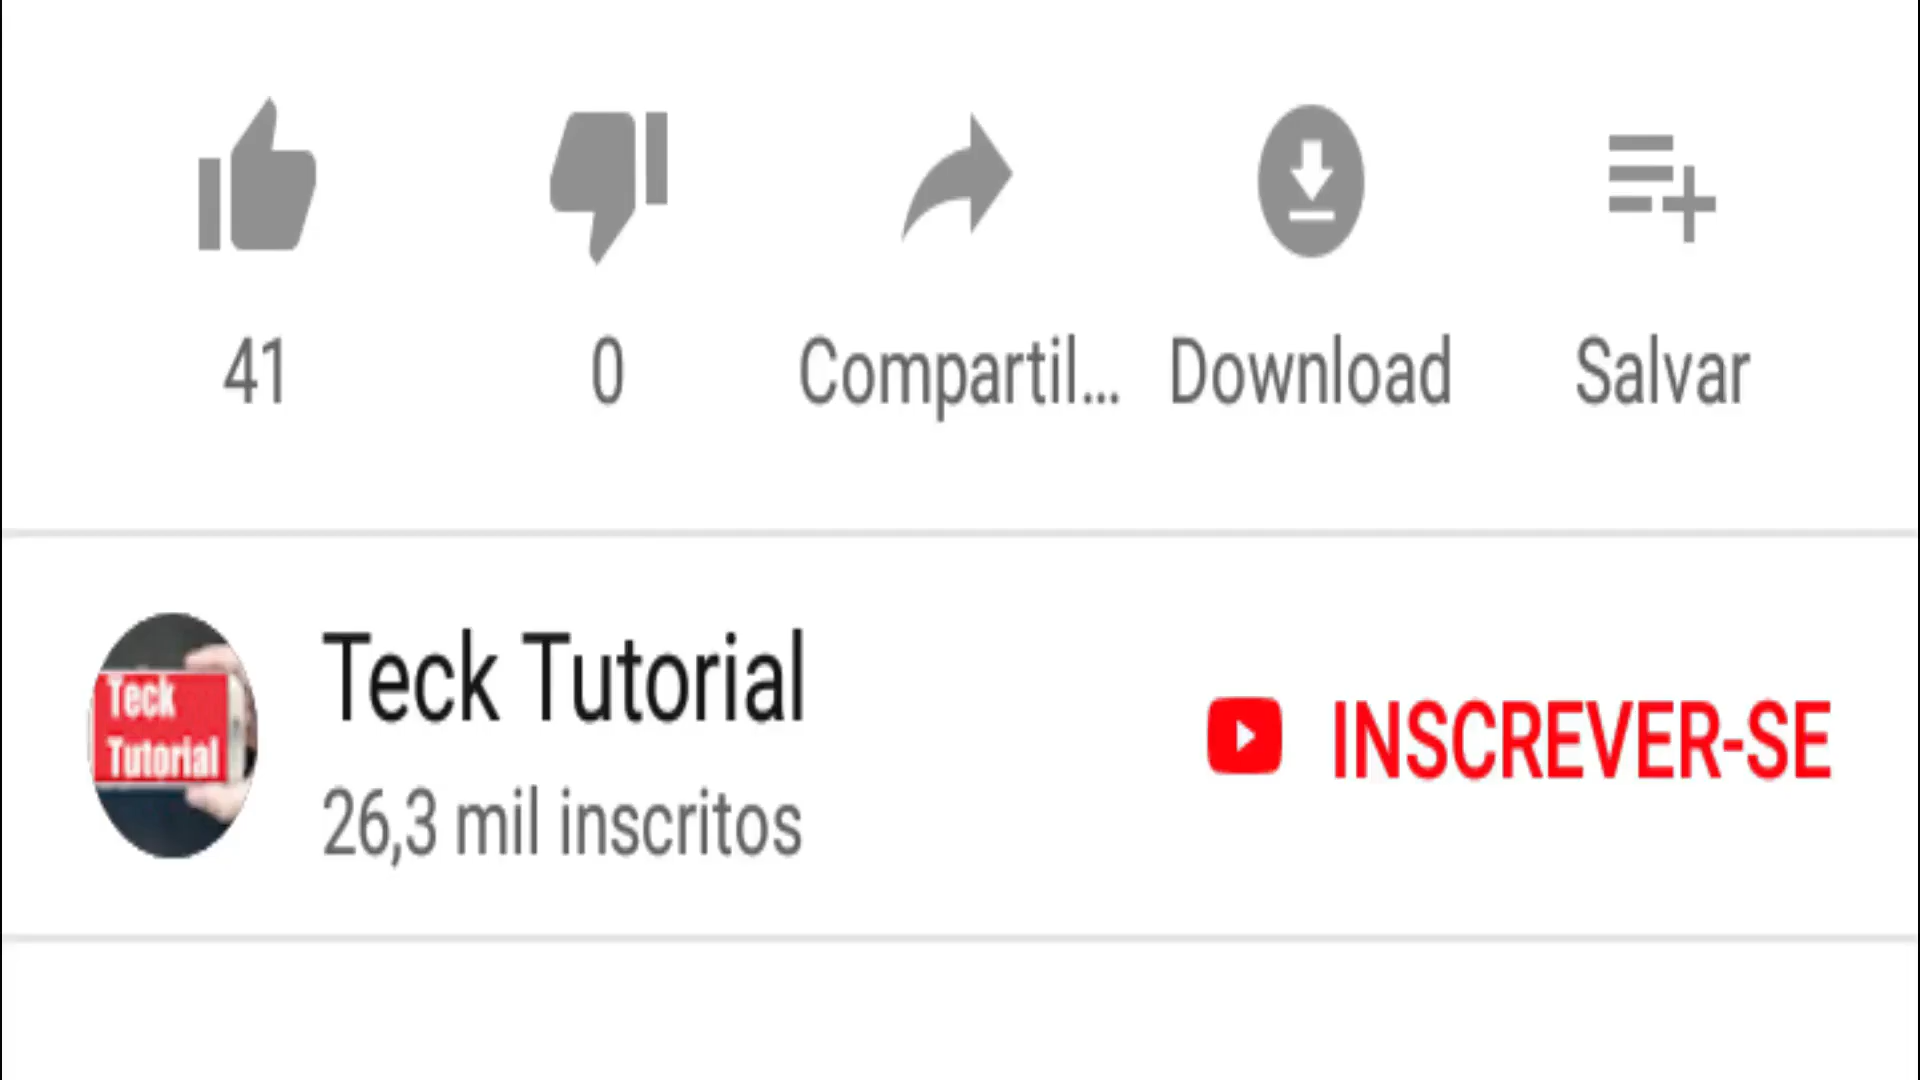 41 0 Compartil... Download Salvar
Teck Tutorial
Teck
Tutorial
INSCREVER-SE
26,3 mil inscritos